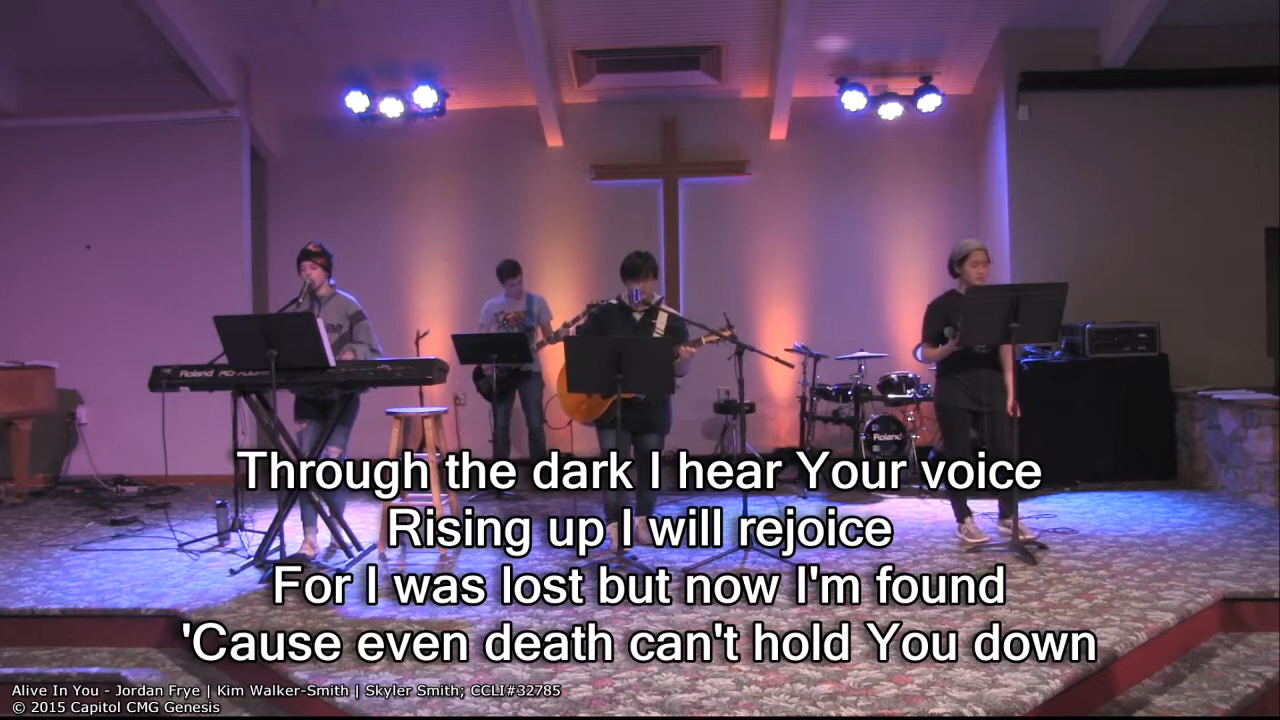 Roland
Roland
Through the dark I hear Your voice
Rising up I will rejoice
For I was lost but now I'm found
'Cause even death can't hold You down
Alive In You - Jordan Frye | Kim Walker-Smith | Skyler Smith; CCLI#32785
© 2015 Capitol CMG Genesis